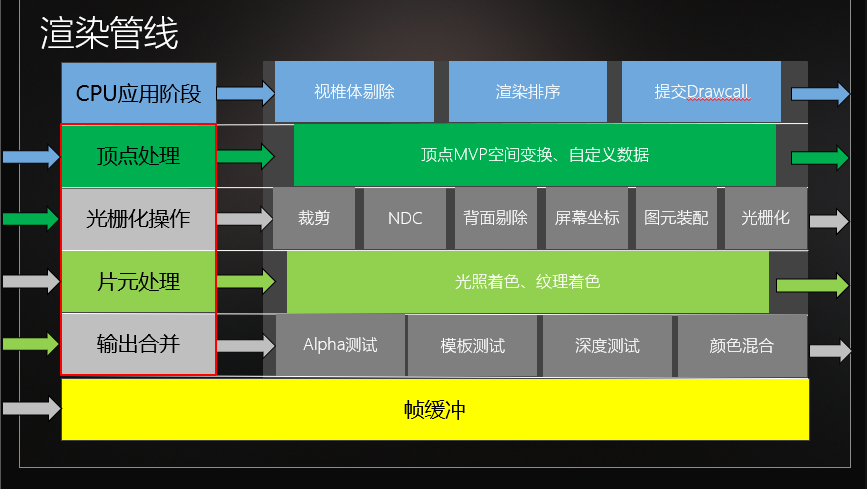 渲染管线
CPU应用阶段
视椎体剔除
渲染排序
提交Drawcall
顶点处理
顶点MVP空间变换、自定义数据
光栅化操作
裁剪
NDC
背面剔除
屏幕坐标
图元装配
光栅化
片元处理
光照着色、纹理着色
输出合并
Alpha测试
模板测试
深度测试
颜色混合
帧缓冲